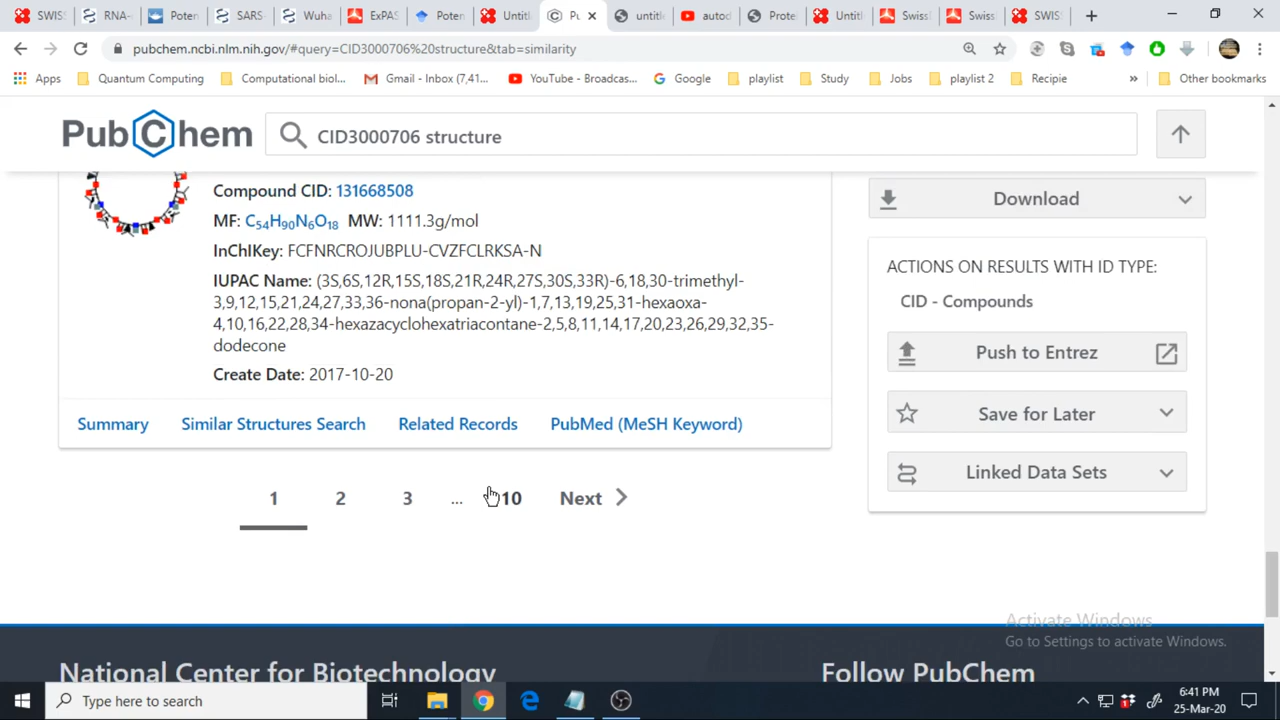 SWISS
RNA-
Poten
SARS-
Wuha
ExPAS
Poten
Untitl
Pu
untitle
autod
Prote
Untitl
Swissl
Swiss
SWIS
pubchem.ncbi.nlm.nih.gov/#query=CID3000706%20structure&tab=similarity
Apps
Quantum Computing
Computational biol...
Gmail - Inbox (7,41...
YouTube - Broadcas...
Google
playlist
Study
Jobs
playlist 2
Recipie
»
Other bookmarks
PubChem
CID3000706 structure
Compound CID: 131668508
MF: C₅₄H₉₀N₆O₁₈ MW: 1111.3g/mol
InChIKey: FCFNRCROJUBPLU-CVZFCLRKSA-N
IUPAC Name: (3S,6S,12R,15S,18S,21R,24R,27S,30S,33R)-6,18,30-trimethyl-
3,9,12,15,21,24,27,33,36-nona(propan-2-yl)-1,7,13,19,25,31-hexaoxa-
4,10,16,22,28,34-hexazacyclohexatriacontane-2,5,8,11,14,17,20,23,26,29,32,35-
dodecone
Create Date: 2017-10-20
Summary
Similar Structures Search
Related Records
PubMed (MeSH Keyword)
1 2 3 ... 10 Next
Download
ACTIONS ON RESULTS WITH ID TYPE:
CID - Compounds
Push to Entrez
Save for Later
Linked Data Sets
Activate Windows
Go to Settings to activate Windows.
National Center for Biotechnology
Follow PubChem
Type here to search
6:41 PM
25-Mar-20